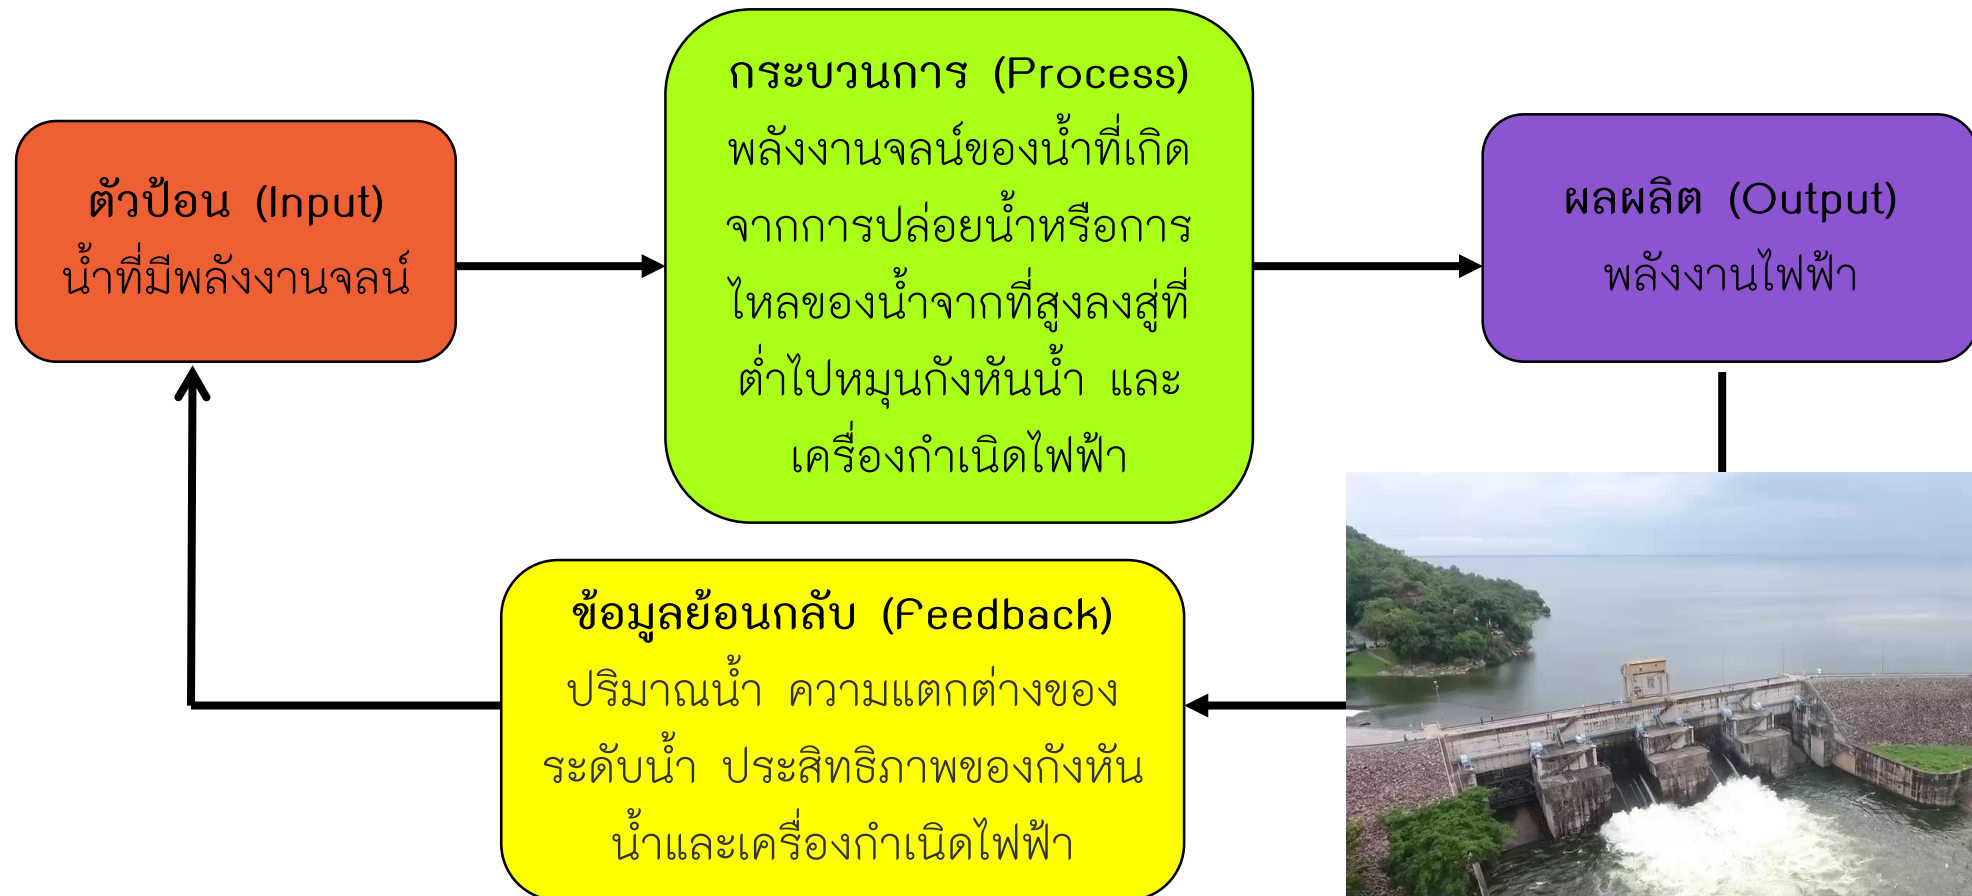 ตัวป้อน (Input)
น้ำที่มีพลังงานจลน์
กระบวนการ (Process)
พลังงานจลน์ของน้ำที่เกิด
จากการปล่อยน้ำหรือการ
ไหลของน้ำจากที่สูงลงสู่ที่
ต่ำไปหมุนกังหันน้ำ และ
เครื่องกำเนิดไฟฟ้า
ผลผลิต (Output)
พลังงานไฟฟ้า
ข้อมูลย้อนกลับ (Feedback)
ปริมาณน้ำ ความแตกต่างของ
ระดับน้ำ ประสิทธิภาพของกังหัน
น้ำและเครื่องกำเนิดไฟฟ้า